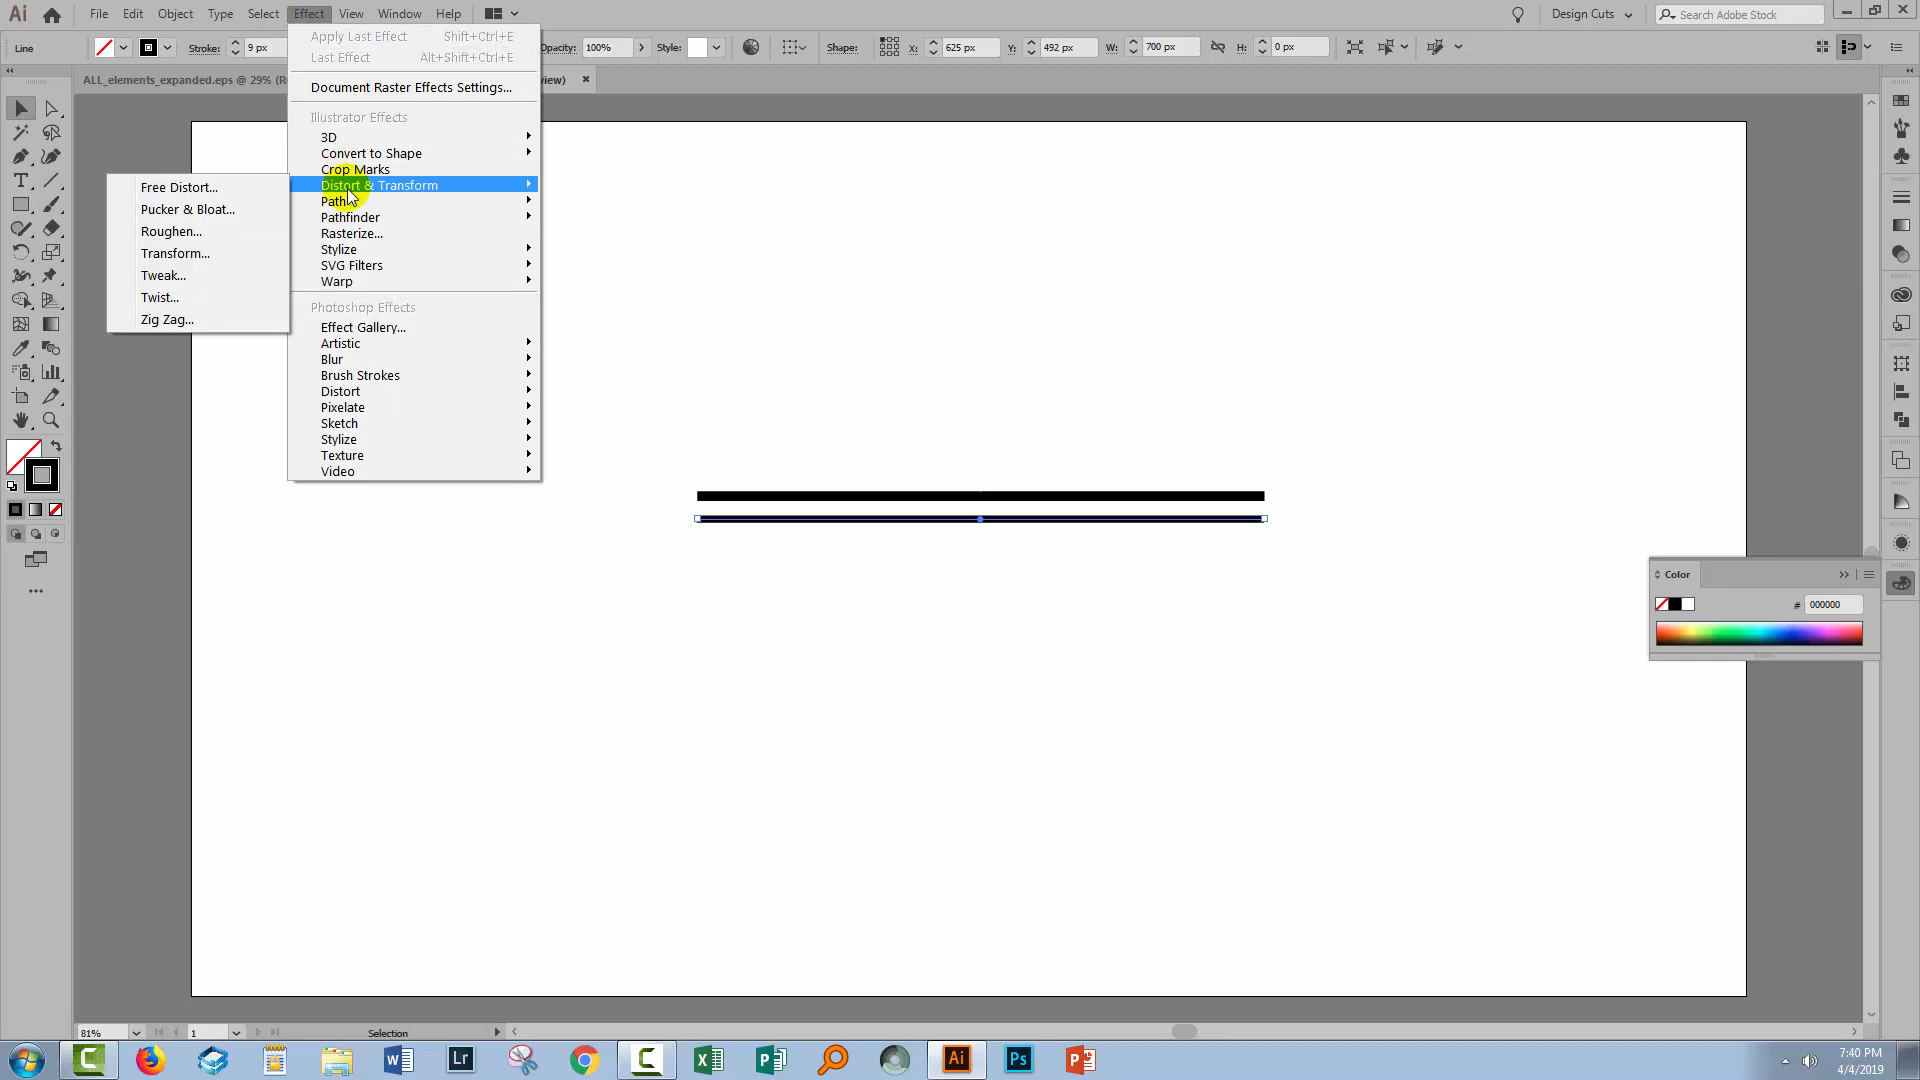 Ai File Edit Object Type Select Effect View Window Help Design Cuts Search Adobe Stock
Line Stroke: 9 px Opacity: 100% Style: Shape: X: 625 px Y: 492 px W: 700 px H: 0 px
ALL_elements_expanded.eps @ 29% (R view)
Apply Last Effect Shift+Ctrl+E
Last Effect Alt+Shift+Ctrl+E
Document Raster Effects Settings...
Illustrator Effects
3D
Convert to Shape
Crop Marks
Distort & Transform
Path
Pathfinder
Rasterize...
Stylize
SVG Filters
Warp
Photoshop Effects
Effect Gallery...
Artistic
Blur
Brush Strokes
Distort
Pixelate
Sketch
Stylize
Texture
Video
Free Distort...
Pucker & Bloat...
Roughen...
Transform...
Tweak...
Twist...
Zig Zag...
Color
# 000000
81% 1 Selection
Lr Ai Ps
7:40 PM
4/4/2019